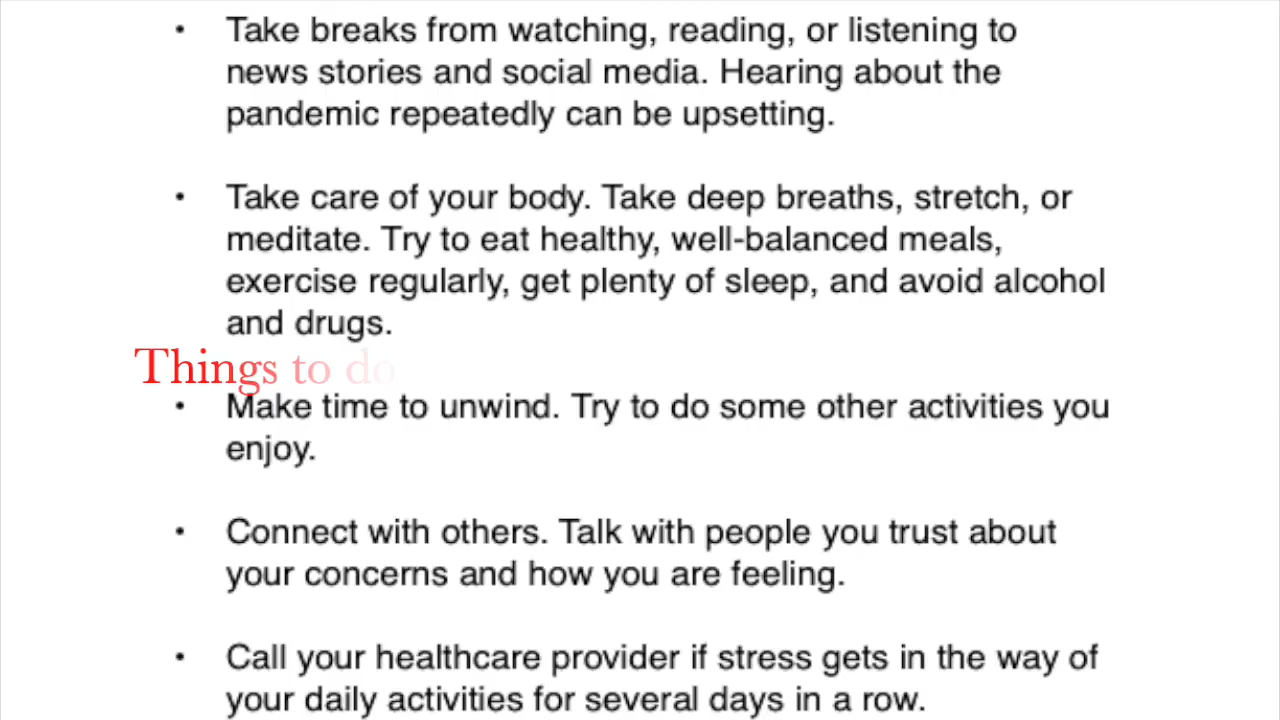 • Take breaks from watching, reading, or listening to
news stories and social media. Hearing about the
pandemic repeatedly can be upsetting.
• Take care of your body. Take deep breaths, stretch, or
meditate. Try to eat healthy, well-balanced meals,
exercise regularly, get plenty of sleep, and avoid alcohol
and drugs.
Things to do
• Make time to unwind. Try to do some other activities you
enjoy.
• Connect with others. Talk with people you trust about
your concerns and how you are feeling.
• Call your healthcare provider if stress gets in the way of
your daily activities for several days in a row.